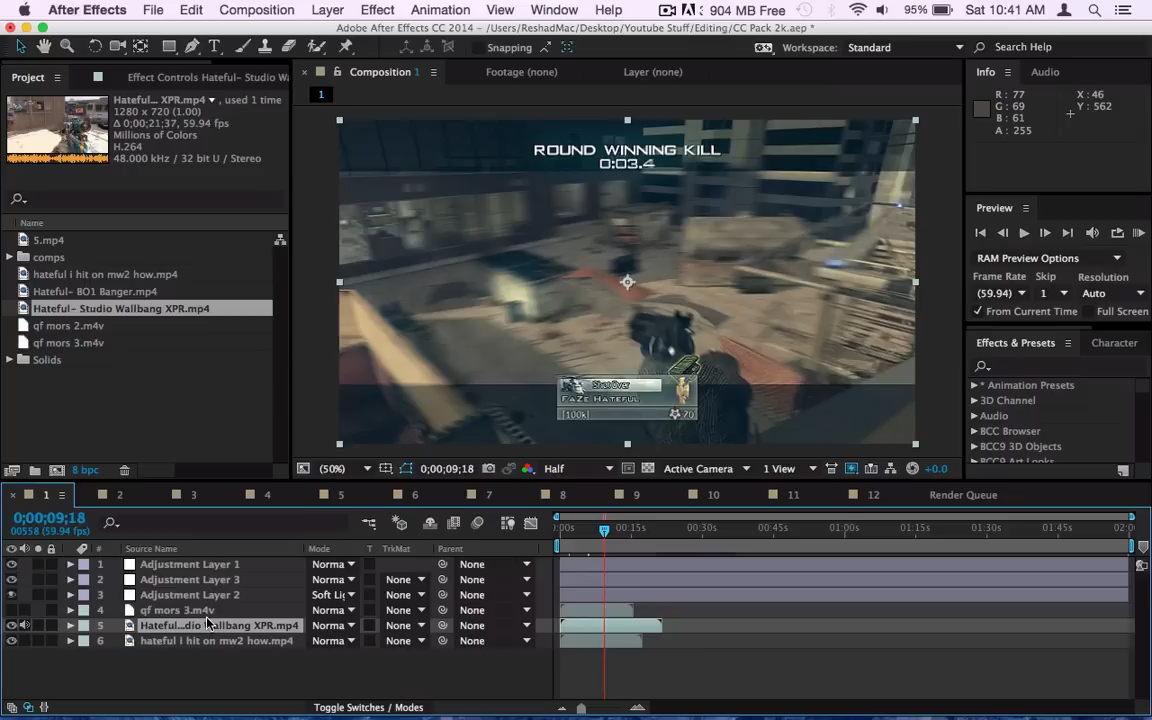 After Effects File Edit Composition Layer Effect Animation View Window Help 904 MB Free 95% Sat 10:41 AM
Adobe After Effects CC 2014 - /Users/ReshadMac/Desktop/Youtube Stuff/Editing/CC Pack 2k.aep *
Snapping Workspace: Standard Search Help
Project Effect Controls Hateful- Studio Wa
Composition 1 Footage (none) Layer (none)
Info Audio
1
Hateful... XPR.mp4 , used 1 time
1280 x 720 (1.00)
Δ 0;00;21;37, 59.94 fps
Millions of Colors
H.264
48.000 kHz / 32 bit U / Stereo
R : 77
G : 69
B : 61
A : 255
X : 46
Y : 562
ROUND WINNING KILL
0:03.4
Name
5.mp4
comps
hateful i hit on mw2 how.mp4
Hateful- BO1 Banger.mp4
Hateful- Studio Wallbang XPR.mp4
qf mors 2.m4v
qf mors 3.m4v
Solids
FaZe Hateful
[100k] 70
Preview
RAM Preview Options
Frame Rate Skip Resolution
(59.94) 1 Auto
From Current Time Full Screen
Effects & Presets Character
* Animation Presets
3D Channel
Audio
BCC Browser
BCC9 3D Objects
BCC9 Art Looks
8 bpc
(50%) 0;00;09;18 Half Active Camera 1 View +0.0
1 2 3 4 5 6 7 8 9 10 11 12 Render Queue
0;00;09;18
00558 (59.94 fps)
:00s 00:15s 00:30s 00:45s 01:00s 01:15s 01:30s 01:45s 02:0
# Source Name Mode T TrkMat Parent
1 Adjustment Layer 1 Norma None
2 Adjustment Layer 3 Norma None None
3 Adjustment Layer 2 Soft Lig None None
4 qf mors 3.m4v Norma None None
5 Hateful...dio Wallbang XPR.mp4 Norma None None
6 hateful i hit on mw2 how.mp4 Norma None None
Toggle Switches / Modes